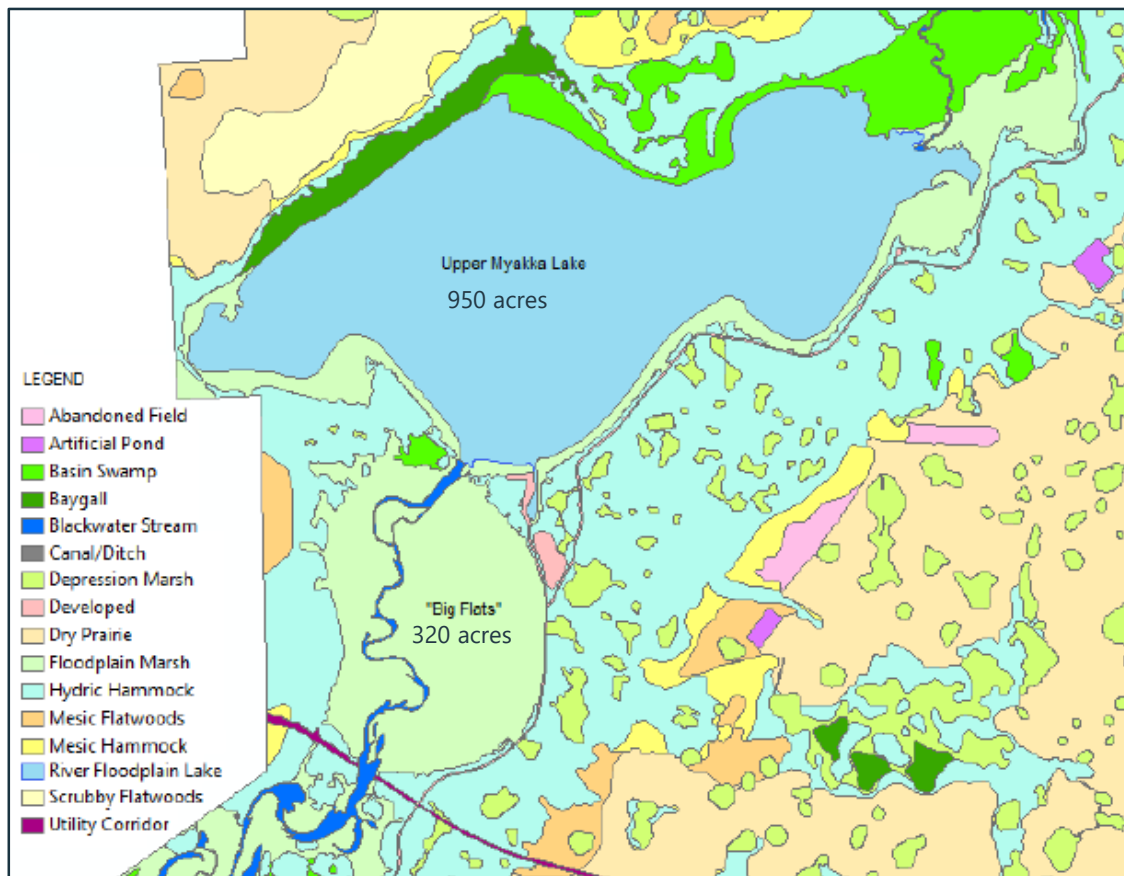 Upper Myakka Lake
950 acres
LEGEND
Abandoned Field
Artificial Pond
Basin Swamp
Baygall
Blackwater Stream
Canal/Ditch
Depression Marsh
Developed
Dry Prairie
Floodplain Marsh
Hydric Hammock
Mesic Flatwoods
Mesic Hammock
River Floodplain Lake
Scrubby Flatwoods
Utility Corridor
"Big Flats"
320 acres